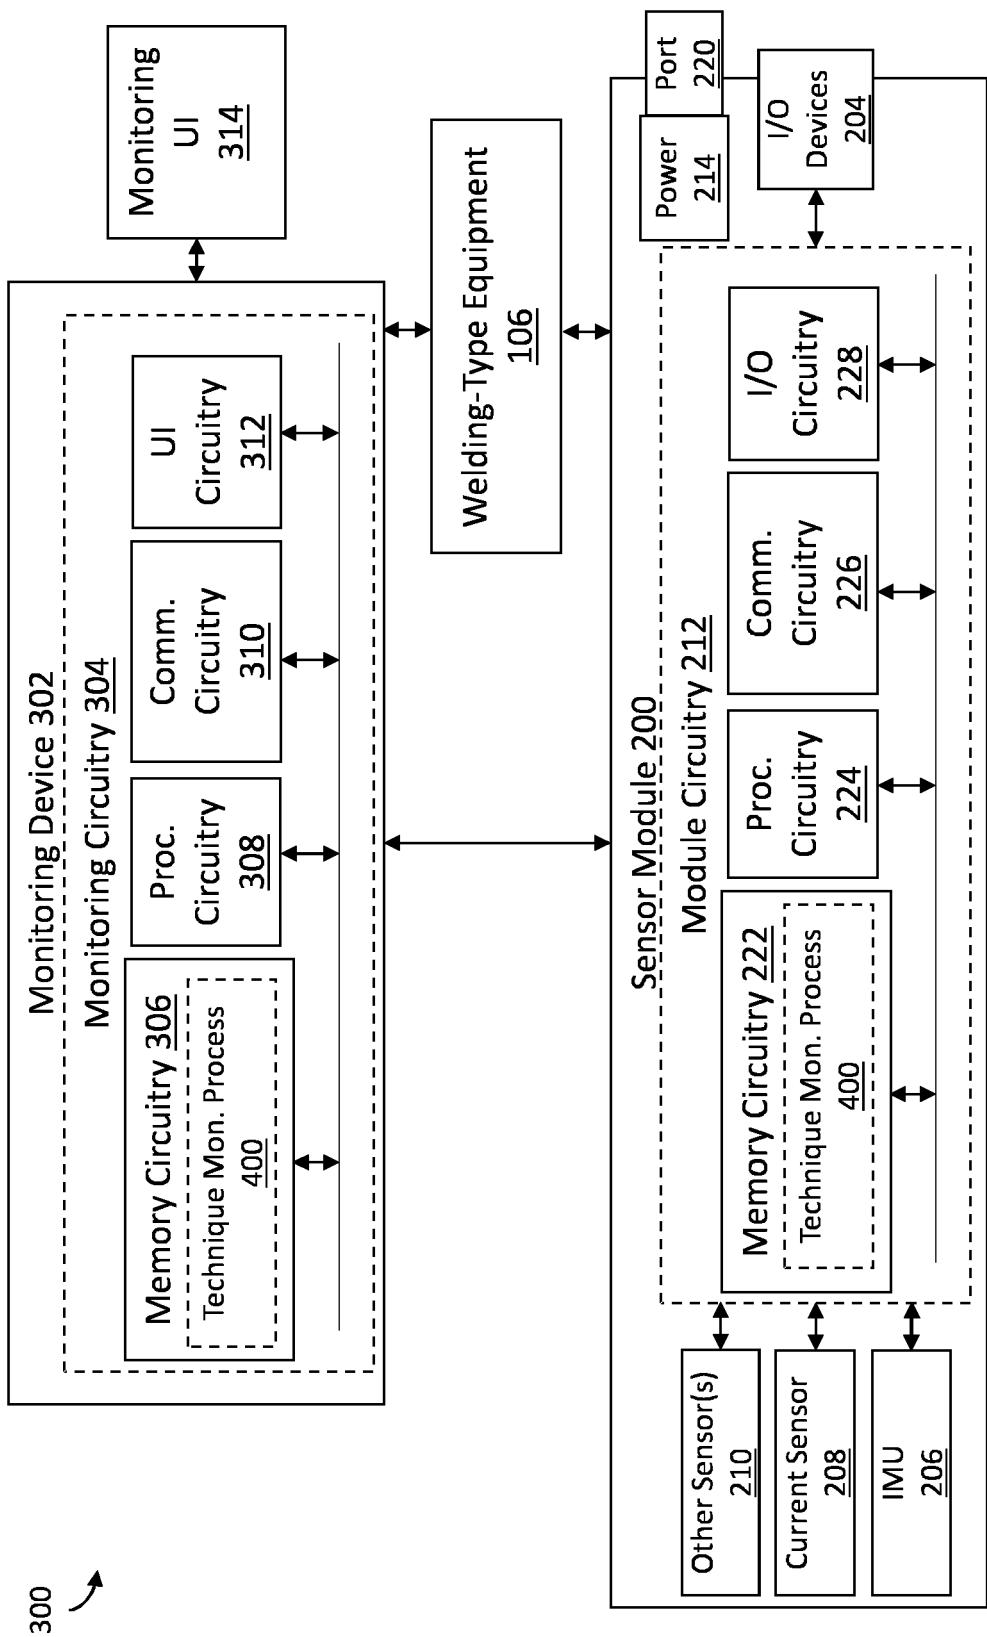 300
Monitoring Device 302
Monitoring Circuitry 304
Memory Circuitry 306
Technique Mon. Process
400
Proc.
Circuitry
308
Comm.
Circuitry
310
UI
Circuitry
312
Monitoring
UI
314
Welding-Type Equipment
106
Sensor Module 200
Module Circuitry 212
Other Sensor(s)
210
Current Sensor
208
IMU
206
Memory Circuitry 222
Technique Mon. Process
400
Proc.
Circuitry
224
Comm.
Circuitry
226
I/O
Circuitry
228
Power
214
Port
220
I/O
Devices
204